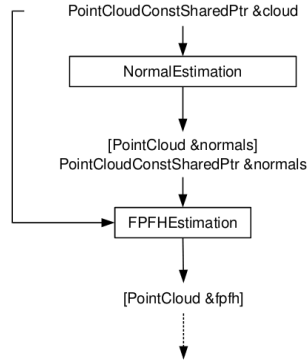 PointCloudConstSharedPtr &cloud
NormalEstimation
[PointCloud &normals]
PointCloudConstSharedPtr &normals
FPFHEstimation
[PointCloud &fpfh]